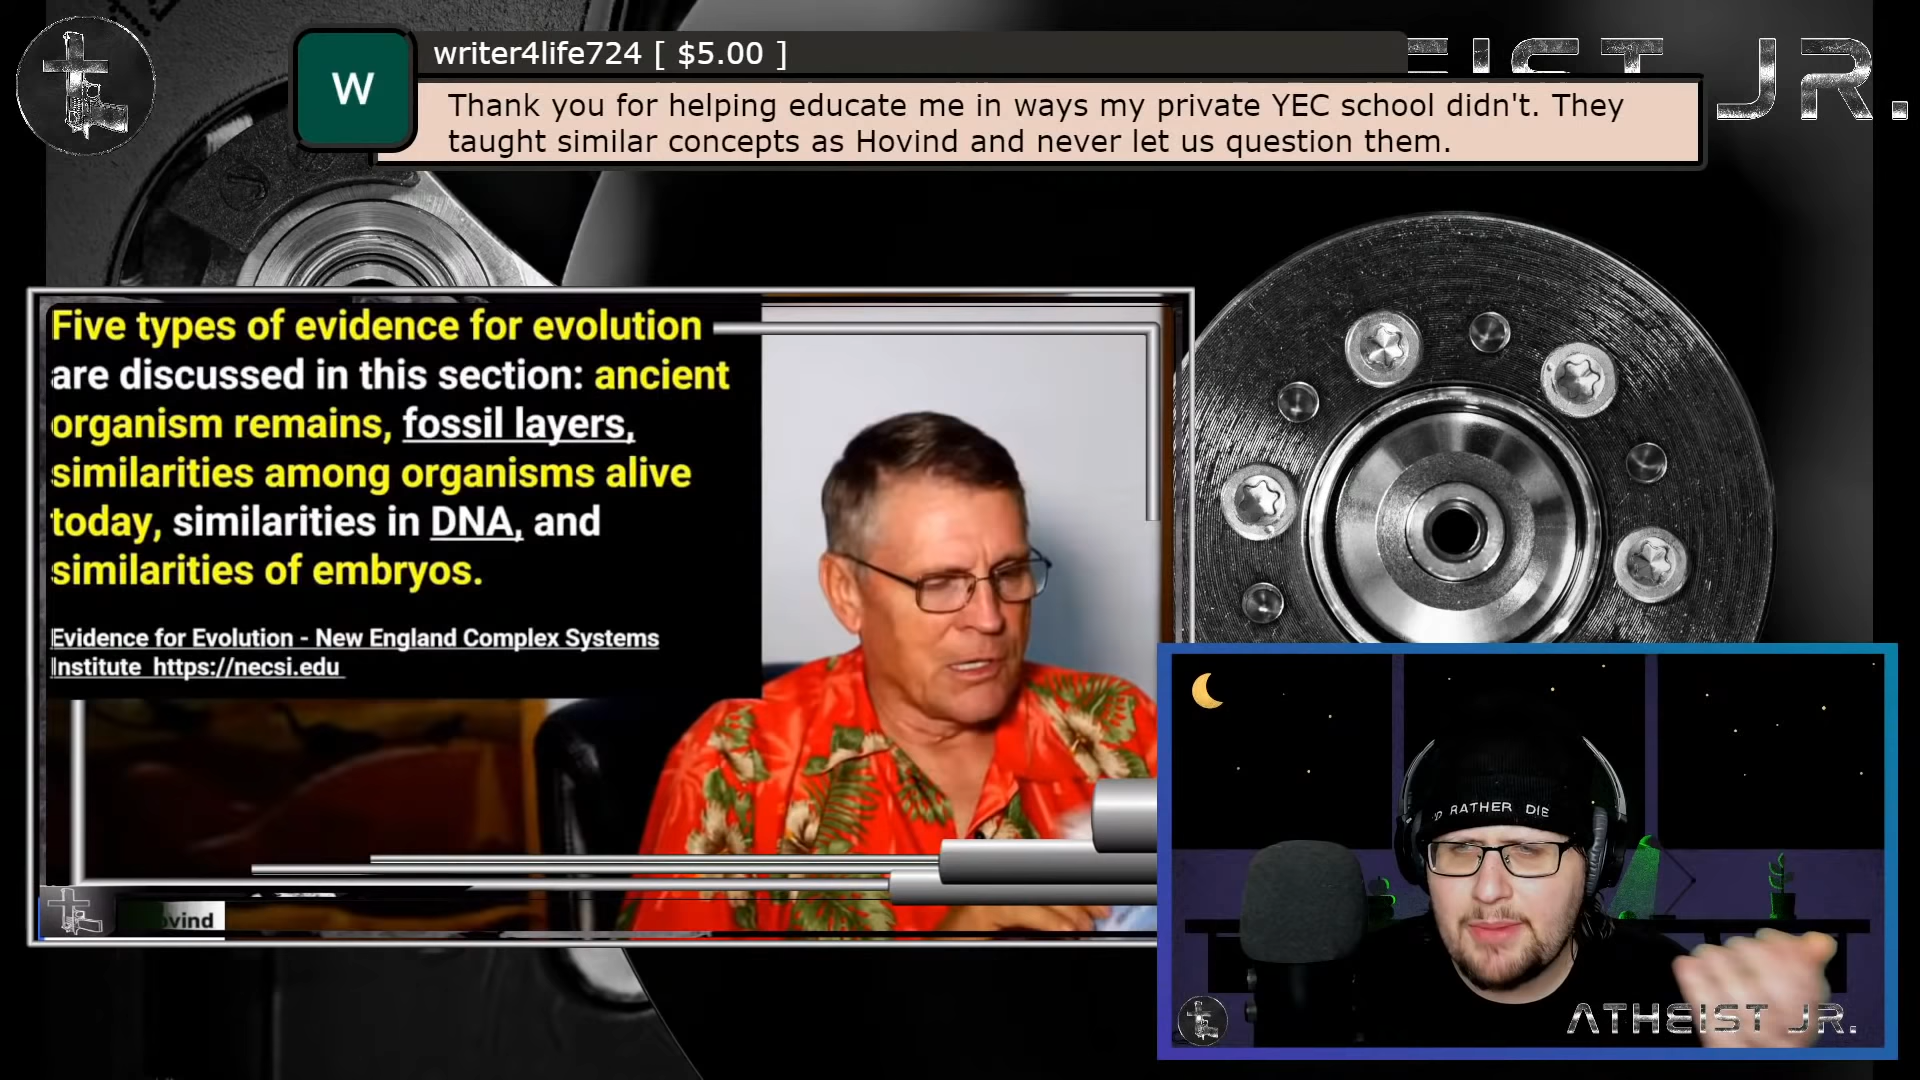 W
writer4life724 [ $5.00 ]
Thank you for helping educate me in ways my private YEC school didn't. They
taught similar concepts as Hovind and never let us question them.
EIST JR.
Five types of evidence for evolution
are discussed in this section: ancient
organism remains, fossil layers,
similarities among organisms alive
today, similarities in DNA, and
similarities of embryos.
Evidence for Evolution - New England Complex Systems
Institute https://necsi.edu
ovind
D RATHER DIE
ATHEIST JR.